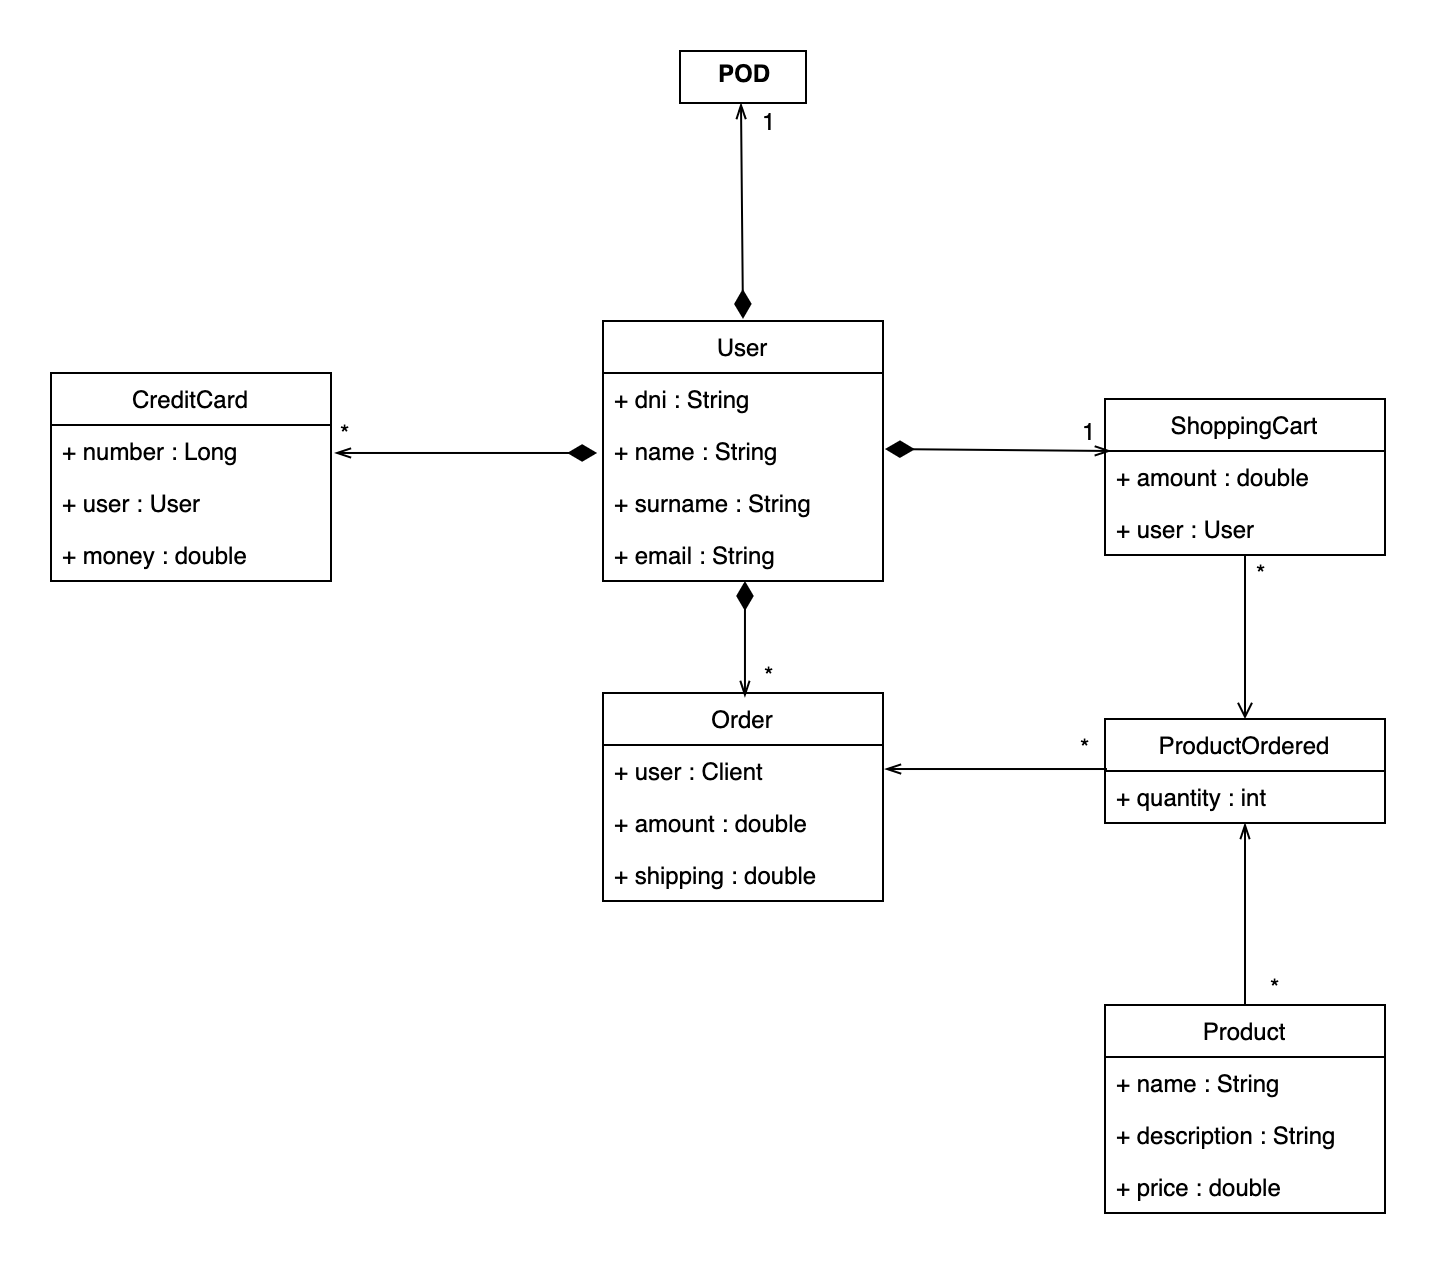 POD
1
User
+ dni : String
+ name : String
+ surname : String
+ email : String
CreditCard
+ number : Long
+ user : User
+ money : double
*
1
ShoppingCart
+ amount : double
+ user : User
*
*
Order
+ user : Client
+ amount : double
+ shipping : double
*
ProductOrdered
+ quantity : int
*
Product
+ name : String
+ description : String
+ price : double